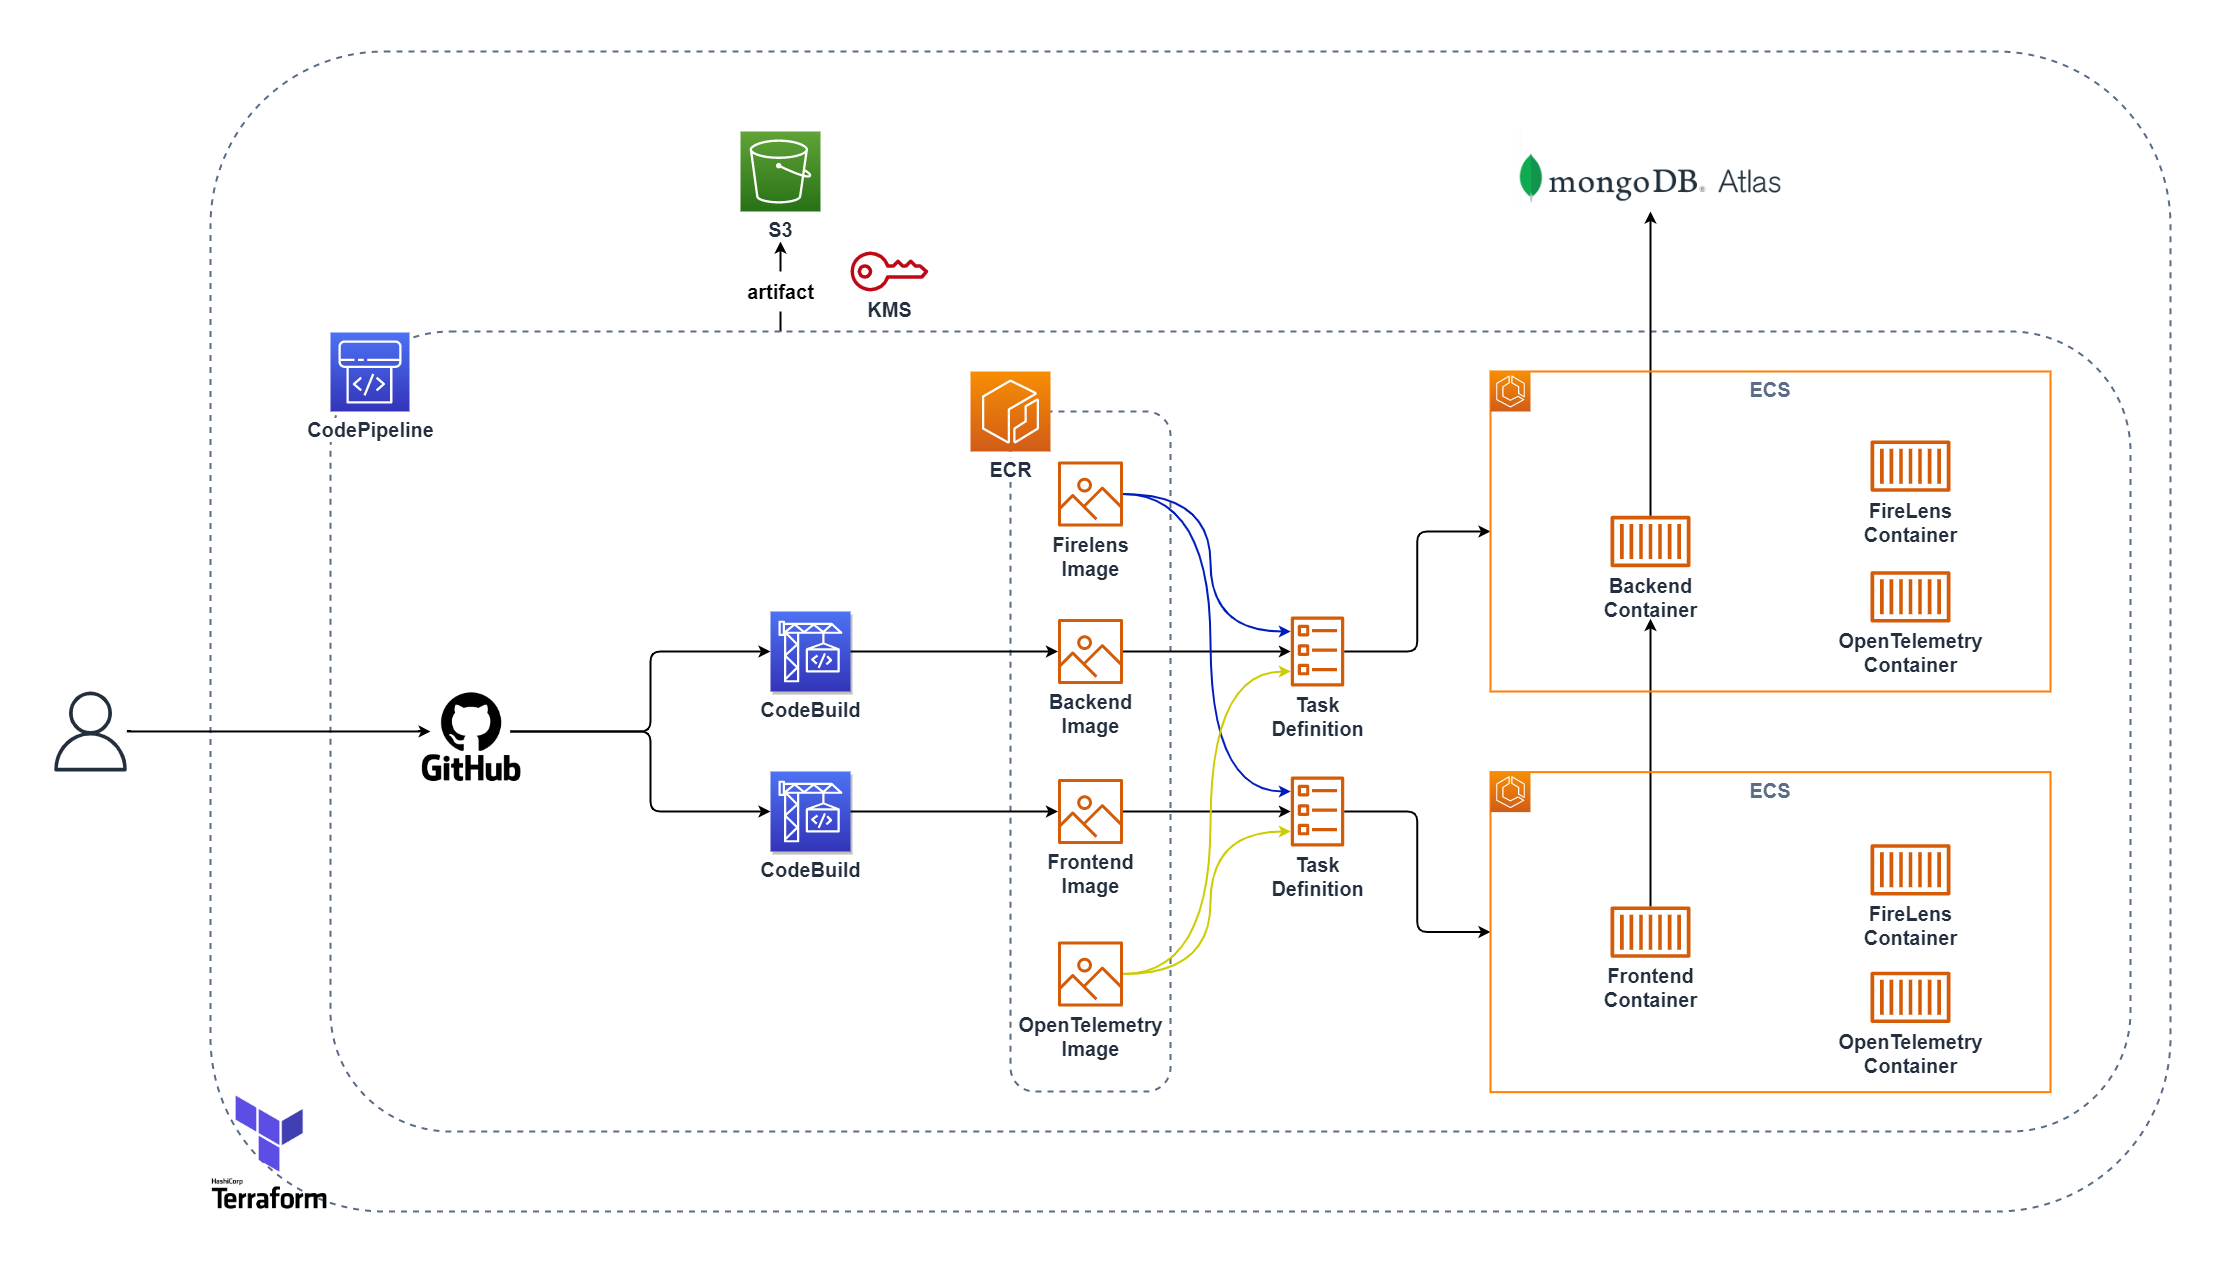 S3
artifact
KMS
mongoDB® Atlas
CodePipeline
ECR
Firelens
Image
Backend
Image
Frontend
Image
OpenTelemetry
Image
GitHub
CodeBuild
CodeBuild
Task
Definition
Task
Definition
ECS
Backend
Container
FireLens
Container
OpenTelemetry
Container
ECS
Frontend
Container
FireLens
Container
OpenTelemetry
Container
HashiCorp
Terraform